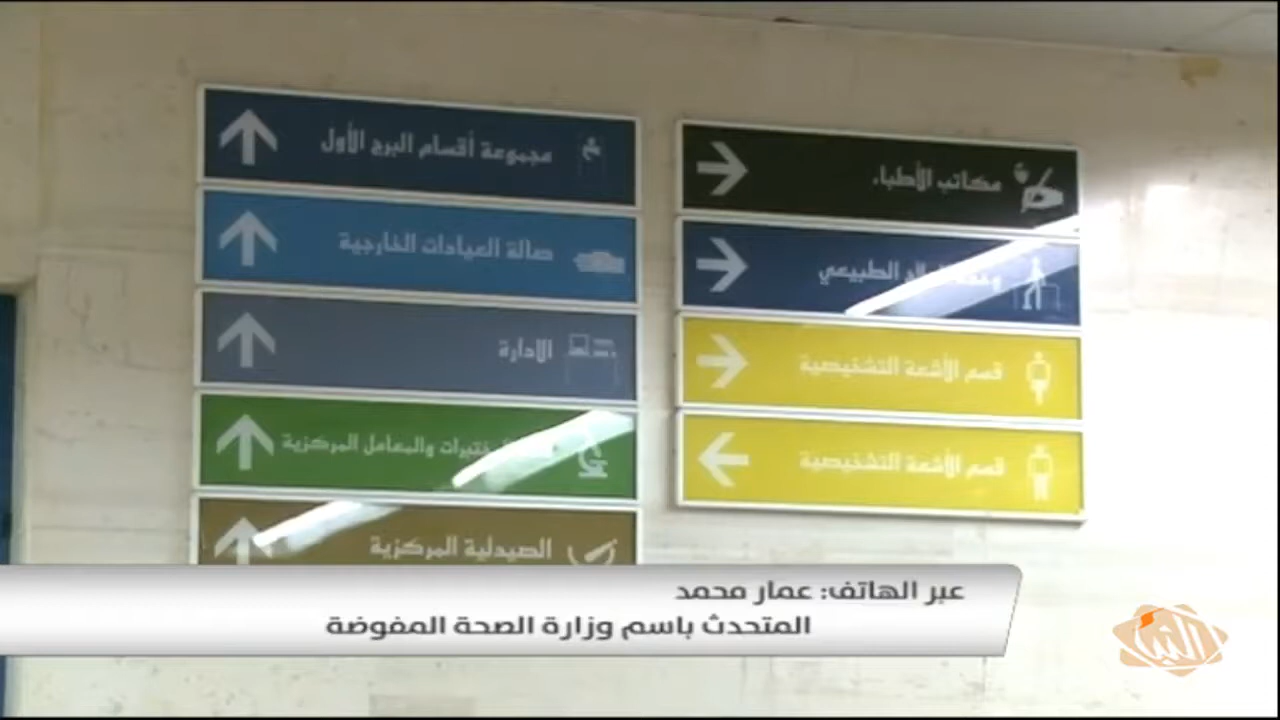 مجموعة أقسام البرج الأول
صالة العيادات الخارجية
الادارة
والمعامل المركزية
الصيدلية المركزية
مكاتب الأطباء
الطبيعي
قسم الأشعة التشخيصية
قسم الأشعة التشخيصية
عبر الهاتف: عمار محمد
المتحدث باسم وزارة الصحة المفوضة